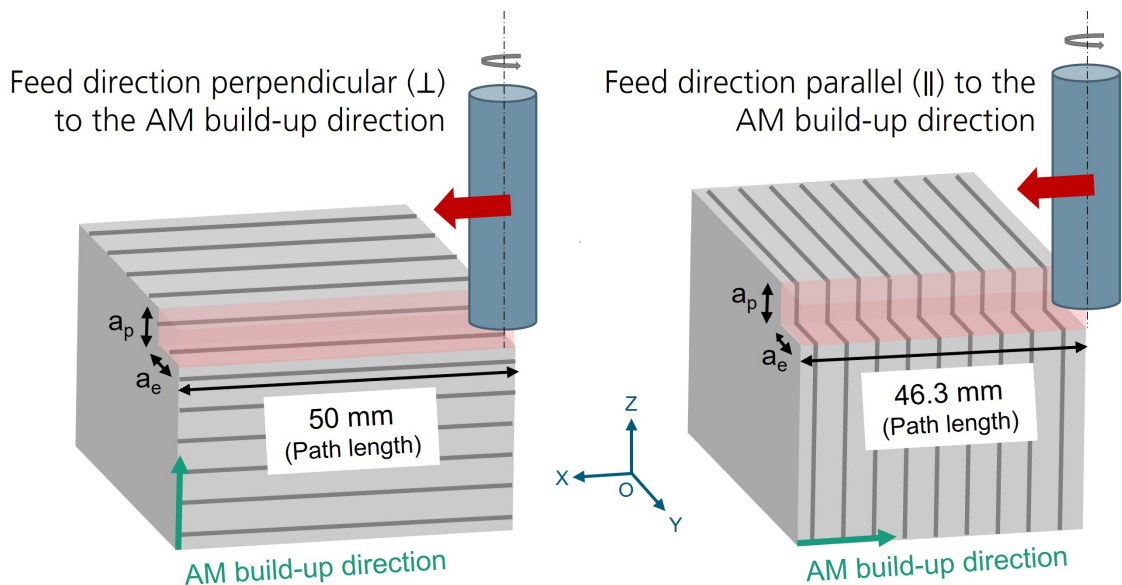 Feed direction perpendicular (⊥)
to the AM build-up direction
a_p
a_e
50 mm
(Path length)
AM build-up direction
Z
X
O
Y
Feed direction parallel (∥) to the
AM build-up direction
a_p
a_e
46.3 mm
(Path length)
AM build-up direction